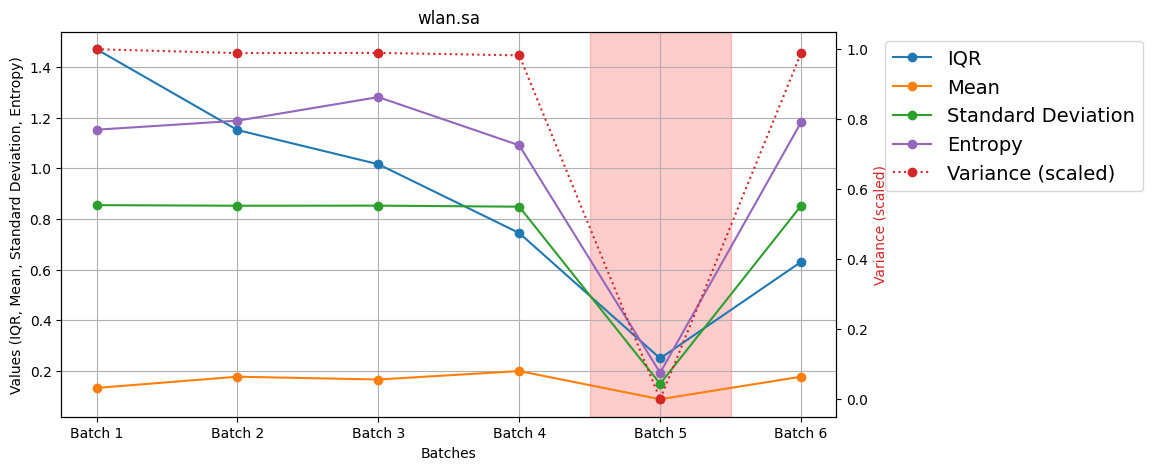 wlan.sa
Values (IQR, Mean, Standard Deviation, Entropy)
1.4
1.2
1.0
0.8
0.6
0.4
0.2
Batch 1 Batch 2 Batch 3 Batch 4 Batch 5 Batch 6
Batches
1.0
0.8
0.6
0.4
0.2
0.0
Variance (scaled)
IQR
Mean
Standard Deviation
Entropy
Variance (scaled)